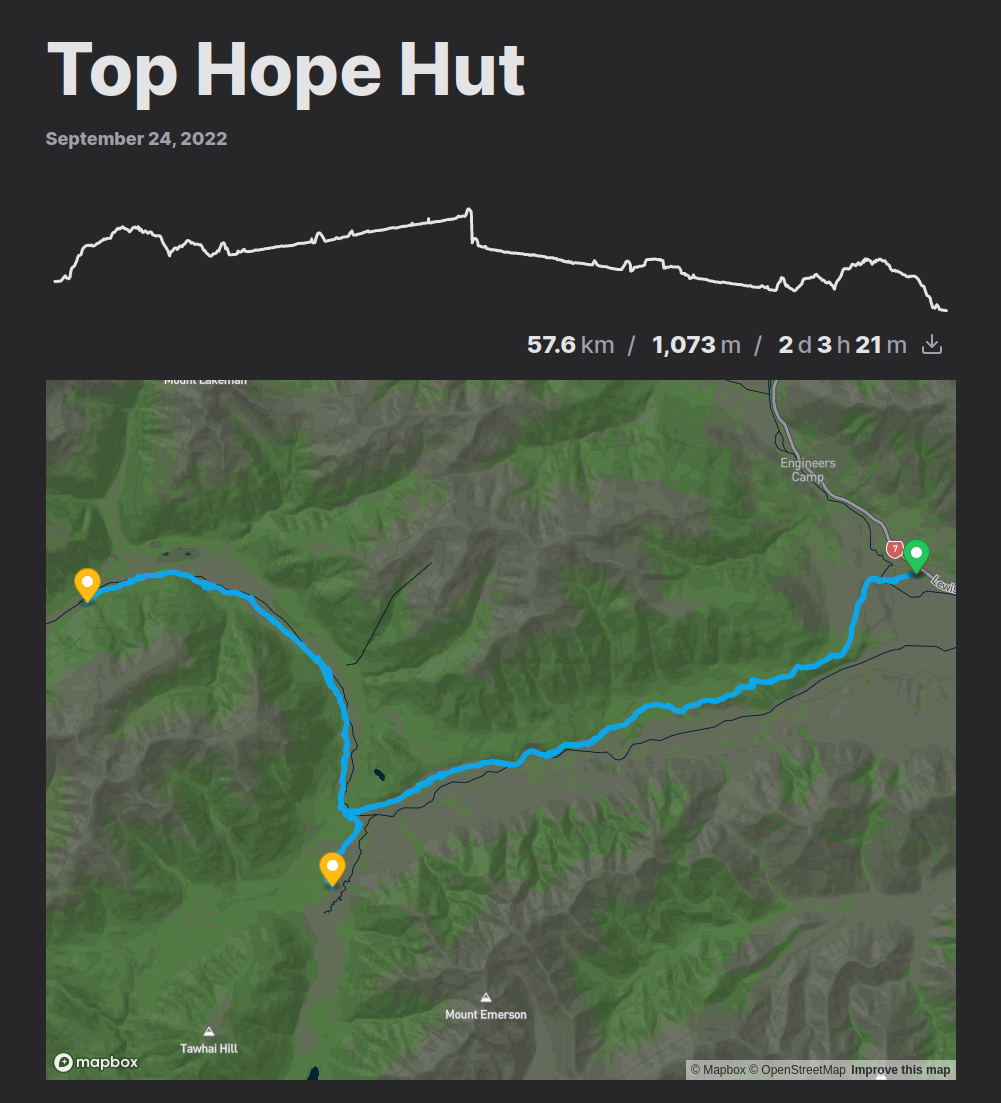 Top Hope Hut
September 24, 2022
57.6 km / 1,073 m / 2 d 3 h 21 m
Mount Lakeman
Engineers
Camp
7
Lewis
Mount Emerson
Tawhai Hill
mapbox
© Mapbox © OpenStreetMap Improve this map